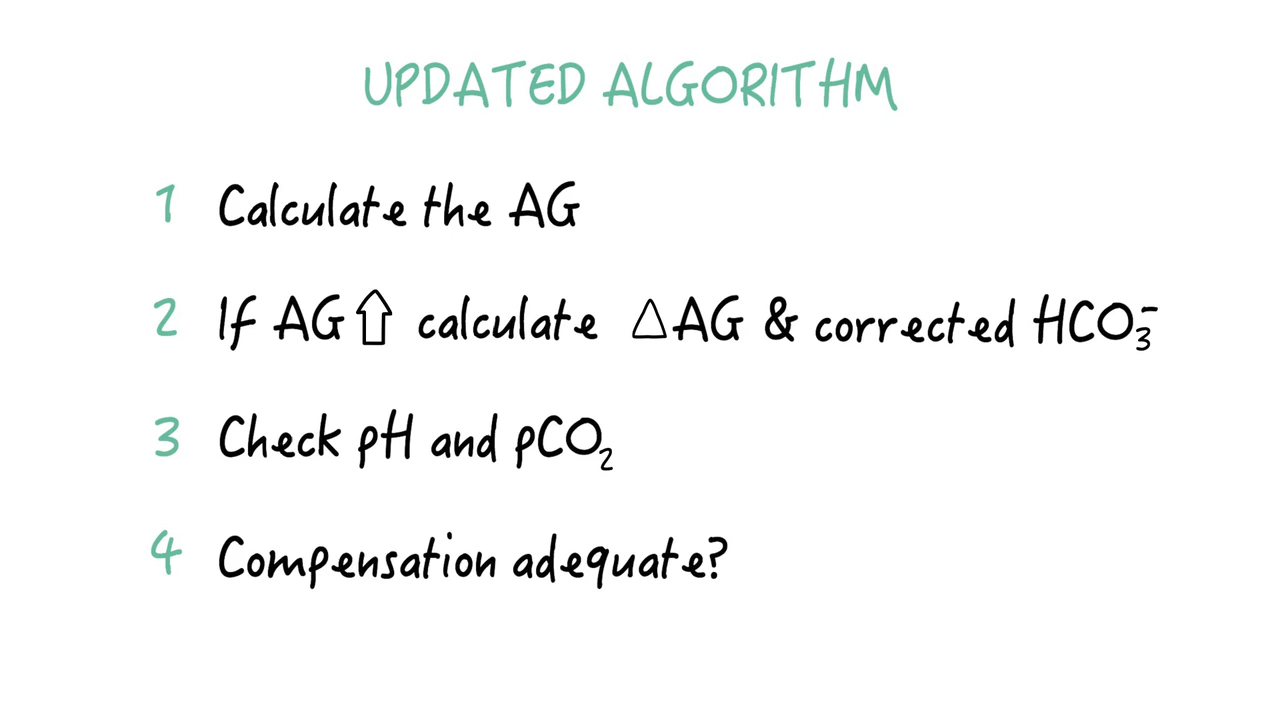 UPDATED ALGORITHM
1 Calculate the AG
2 If AG ⇧ calculate △AG & corrected HCO₃⁻
3 Check pH and pCO₂
4 Compensation adequate?